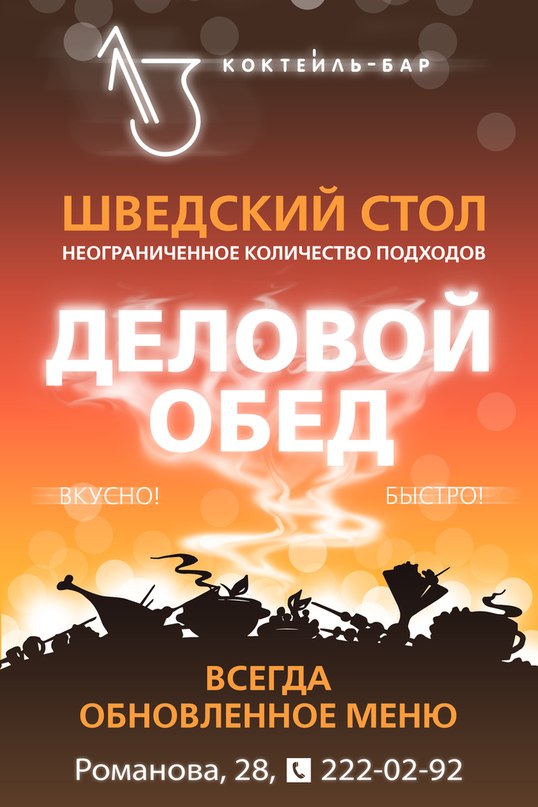 КОКТЕЙЛЬ-БАР
ШВЕДСКИЙ СТОЛ
НЕОГРАНИЧЕННОЕ КОЛИЧЕСТВО ПОДХОДОВ
ДЕЛОВОЙ
ОБЕД
ВКУСНО! БЫСТРО!
ВСЕГДА
ОБНОВЛЕННОЕ МЕНЮ
Романова, 28, 222-02-92